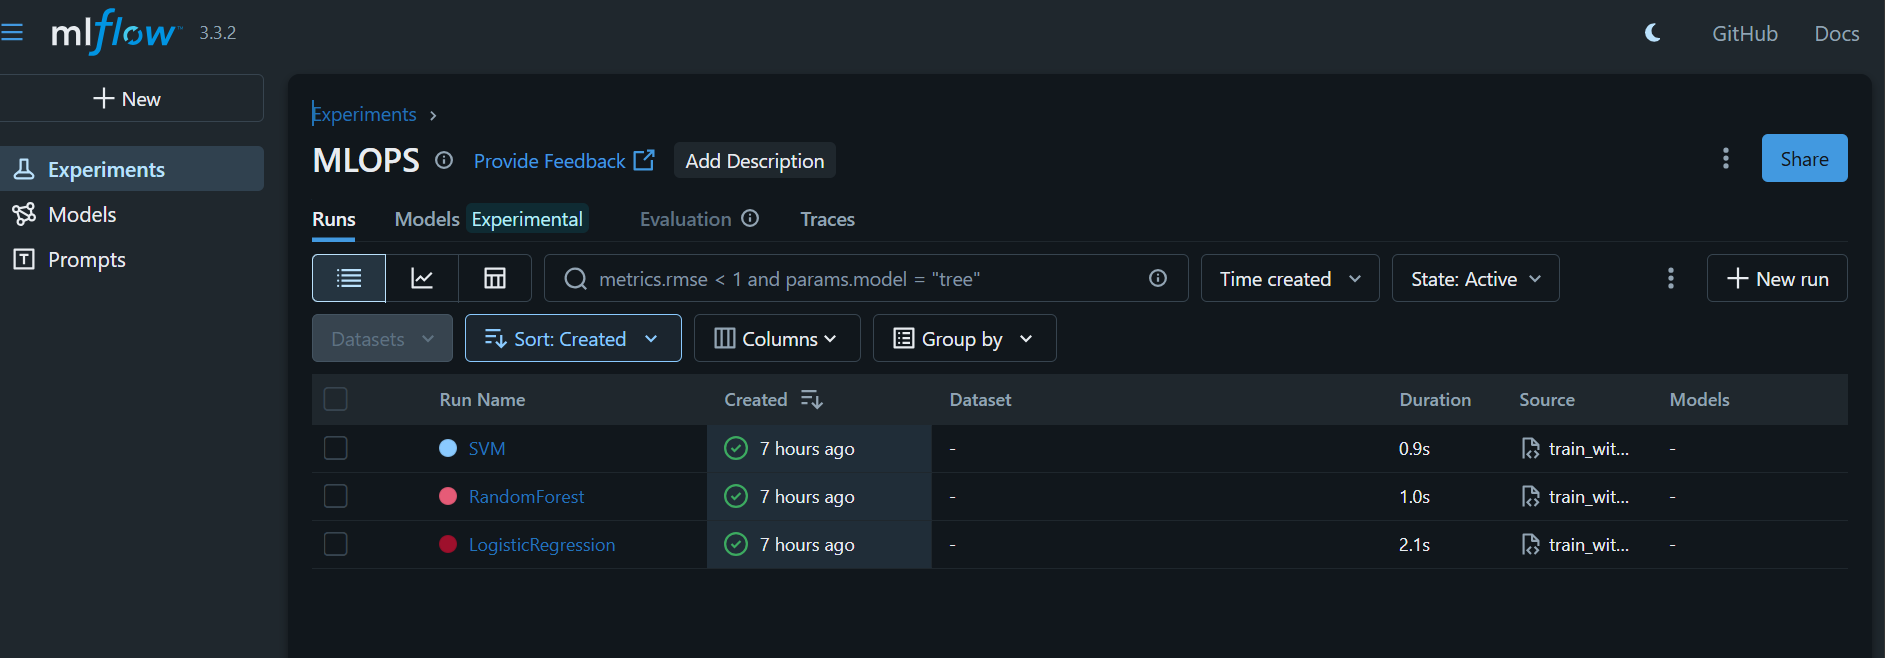 mlflow™ 3.3.2
GitHub Docs
New
Experiments
Models
Prompts
Experiments
MLOPS Provide Feedback Add Description
Share
Runs Models Experimental Evaluation Traces
metrics.rmse < 1 and params.model = "tree" Time created State: Active New run
Datasets Sort: Created Columns Group by
Run Name Created Dataset Duration Source Models
SVM 7 hours ago - 0.9s train_wit... -
RandomForest 7 hours ago - 1.0s train_wit... -
LogisticRegression 7 hours ago - 2.1s train_wit... -